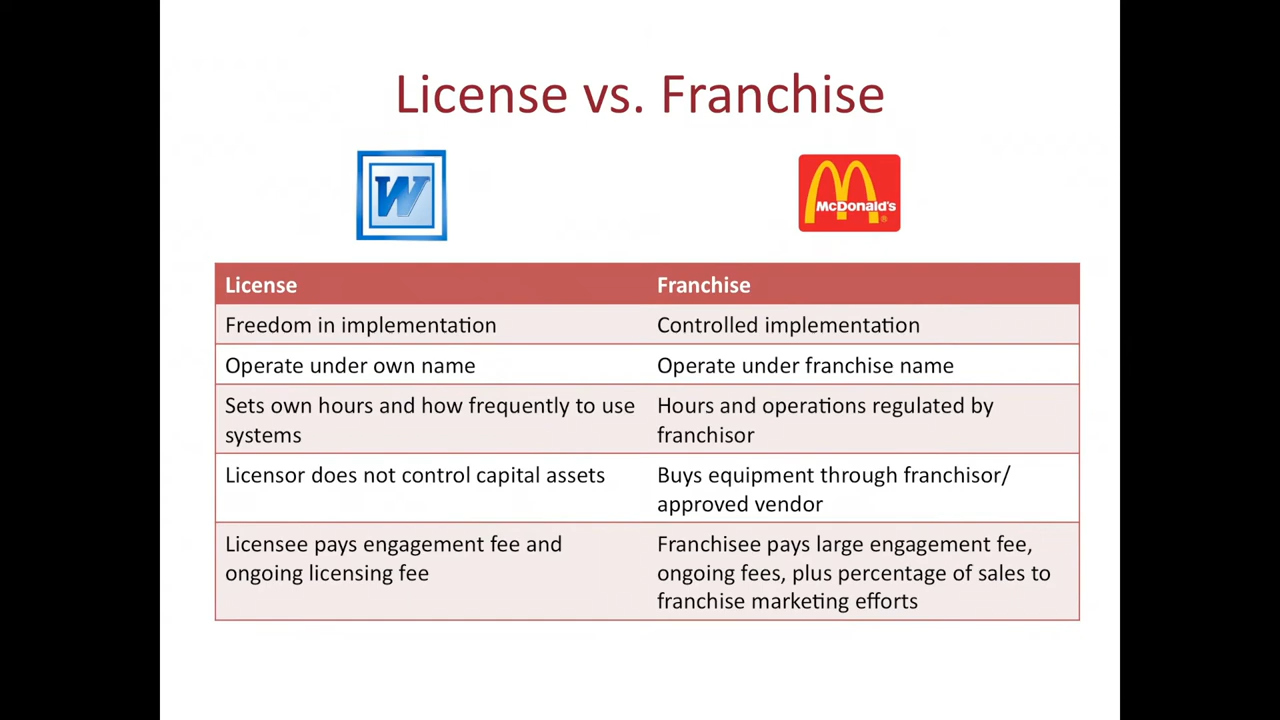 License vs. Franchise
W
McDonald's
®
License
Franchise
Freedom in implementation
Controlled implementation
Operate under own name
Operate under franchise name
Sets own hours and how frequently to use
systems
Hours and operations regulated by
franchisor
Licensor does not control capital assets
Buys equipment through franchisor/
approved vendor
Licensee pays engagement fee and
ongoing licensing fee
Franchisee pays large engagement fee,
ongoing fees, plus percentage of sales to
franchise marketing efforts